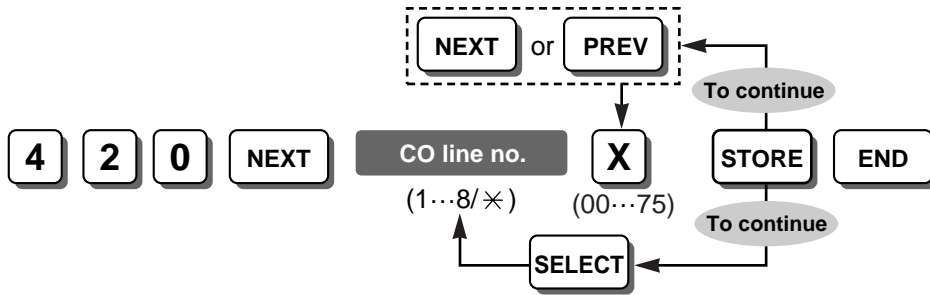 NEXT or PREV
To continue
4 2 0 NEXT CO line no. X STORE END
(1···8/✳) (00···75)
To continue
SELECT